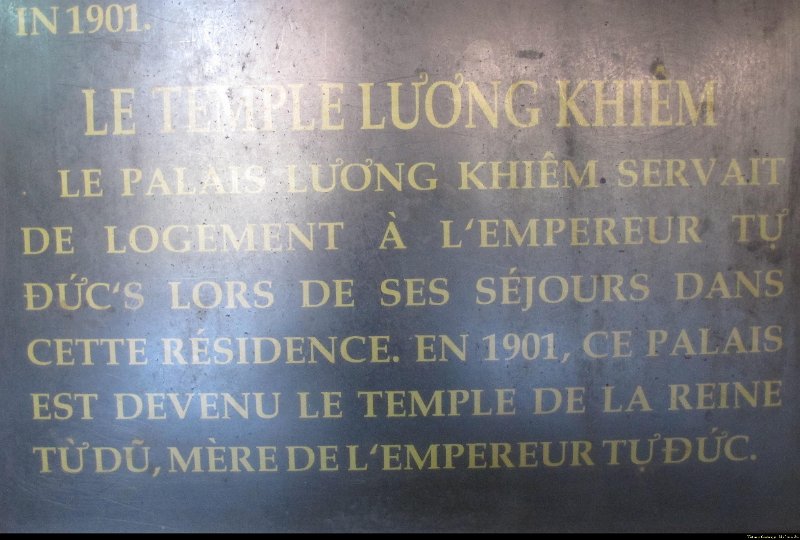 IN 1901.
LE TEMPLE LƯƠNG KHIÊM
LE PALAIS LƯƠNG KHIÊM SERVAIT
DE LOGEMENT À L‘EMPEREUR TỰ
ĐỨC‘S LORS DE SES SÉJOURS DANS
CETTE RÉSIDENCE. EN 1901, CE PALAIS
EST DEVENU LE TEMPLE DE LA REINE
TỪ DŨ, MÈRE DE L‘EMPEREUR TỰ ĐỨC.